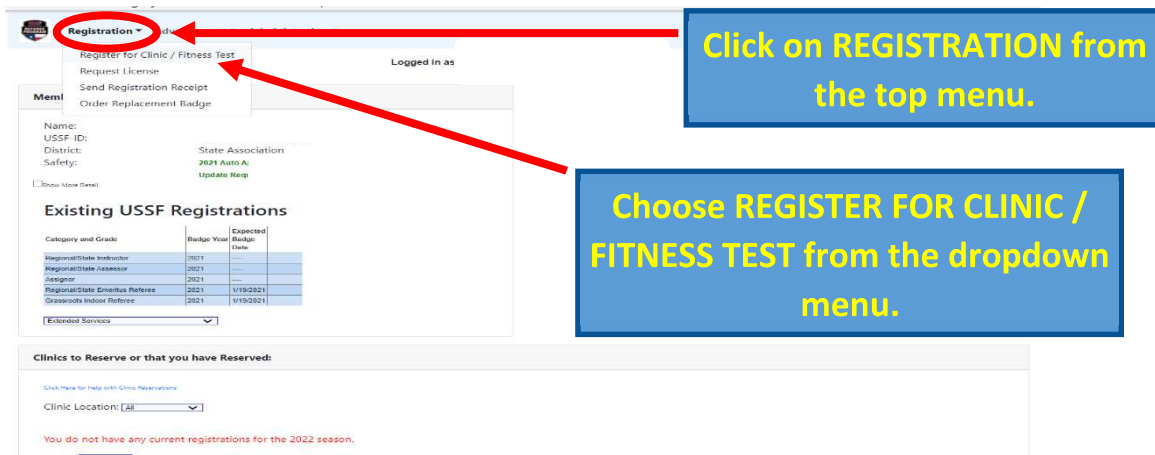 Registration
Click on REGISTRATION from
the top menu.
Register for Clinic / Fitness Test
Request License
Send Registration Receipt
Order Replacement Badge
Logged in as
Name:
USSF-ID:
District: State Association
Safety: 2021 Auto
Update
Show More Detail
Choose REGISTER FOR CLINIC /
FITNESS TEST from the dropdown
menu.
Existing USSF Registrations
Category and Grade Badge Year Expected
Badge
Date
Regional/State Instructor 2021 ----
Regional/State Assessor 2021 ----
Assignor 2021 ----
Regional/State Emeritus Referee 2021 1/19/2021
Grassroots Indoor Referee 2021 1/19/2021
Extended Services
Clinics to Reserve or that you have Reserved:
Click Here for help with Clinic Reservations
Clinic Location: All
You do not have any current registrations for the 2022 season.